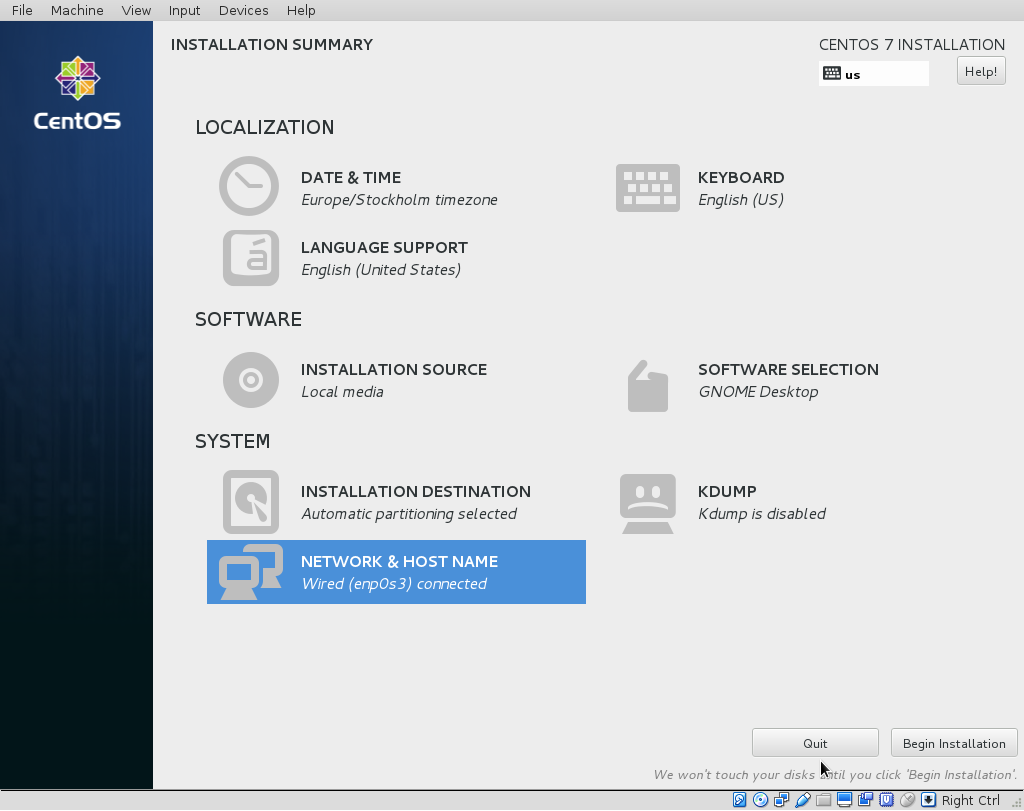 File Machine View Input Devices Help
INSTALLATION SUMMARY
CENTOS 7 INSTALLATION
us
Help!
CentOS
LOCALIZATION
DATE & TIME
Europe/Stockholm timezone
KEYBOARD
English (US)
LANGUAGE SUPPORT
English (United States)
SOFTWARE
INSTALLATION SOURCE
Local media
SOFTWARE SELECTION
GNOME Desktop
SYSTEM
INSTALLATION DESTINATION
Automatic partitioning selected
KDUMP
Kdump is disabled
NETWORK & HOST NAME
Wired (enp0s3) connected
Quit
Begin Installation
We won't touch your disks until you click 'Begin Installation'.
Right Ctrl